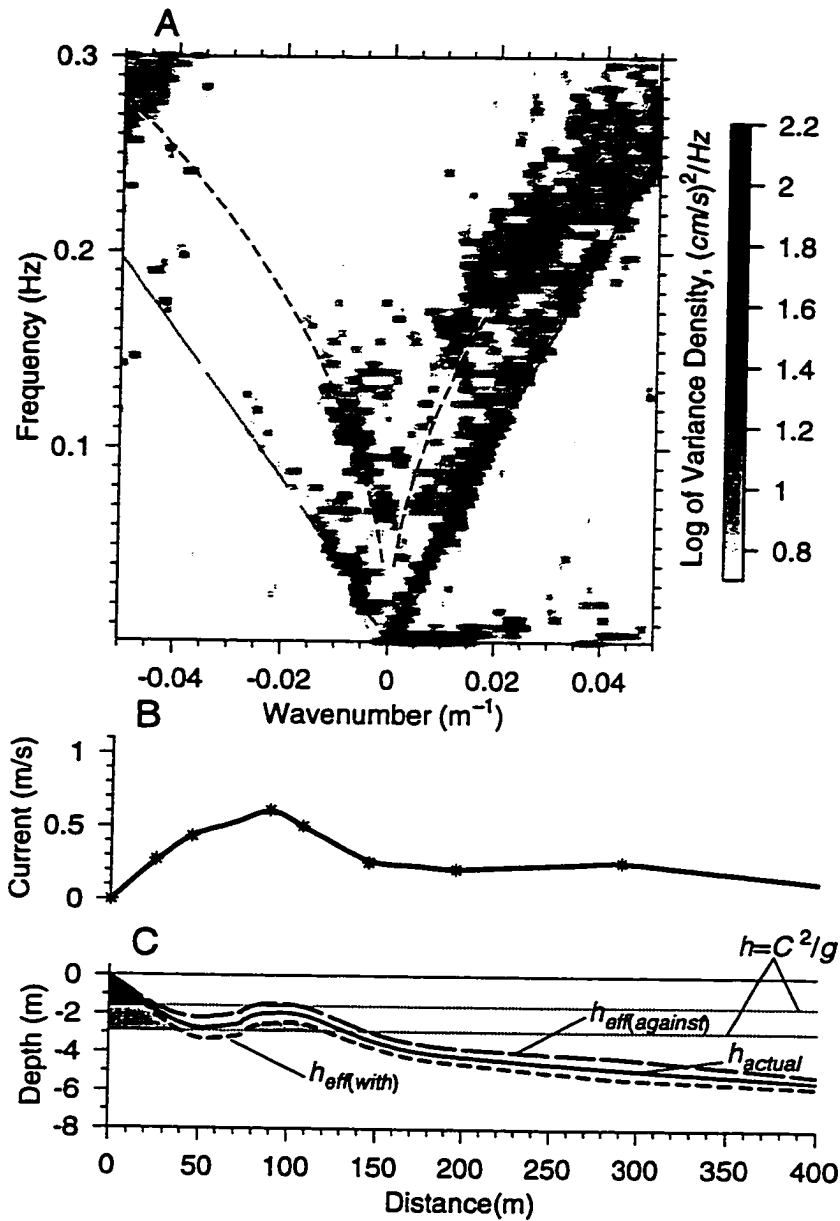 A
0.3
0.2
0.1
Frequency (Hz)
-0.04
-0.02
0
0.02
0.04
Wavenumber (m⁻¹)
2.2
2
1.8
1.6
1.4
1.2
1
0.8
Log of Variance Density, (cm/s)²/Hz
B
1
0.5
0
Current (m/s)
C
h=C²/g
0
-2
-4
-6
-8
Depth (m)
heff(against)
heff(with)
hactual
0
50
100
150
200
250
300
350
400
Distance(m)